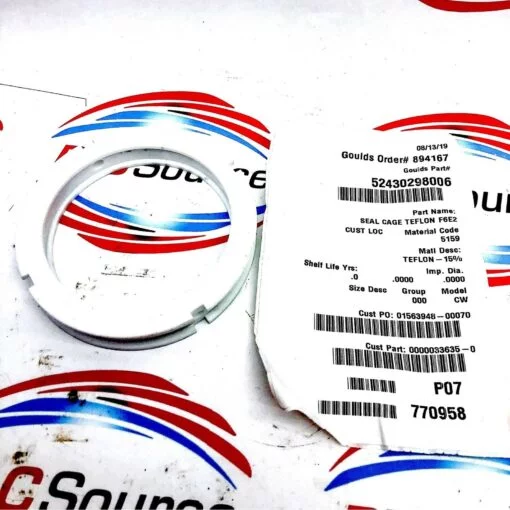 CSource
08/13/19
Goulds Order# 894167
Goulds Part#
52430298006
Part Name:
SEAL CAGE TEFLON F6E2
CUST LOC Material Code
5159
Matl Desc:
TEFLON-15%
Shelf Life Yrs: Imp. Dia.
.0 .0000 .0000
Size Desc Group Model
000 CW
Cust PO: 01563948-00070
Cust Part: 0000033635-0
P07
770958
CSource